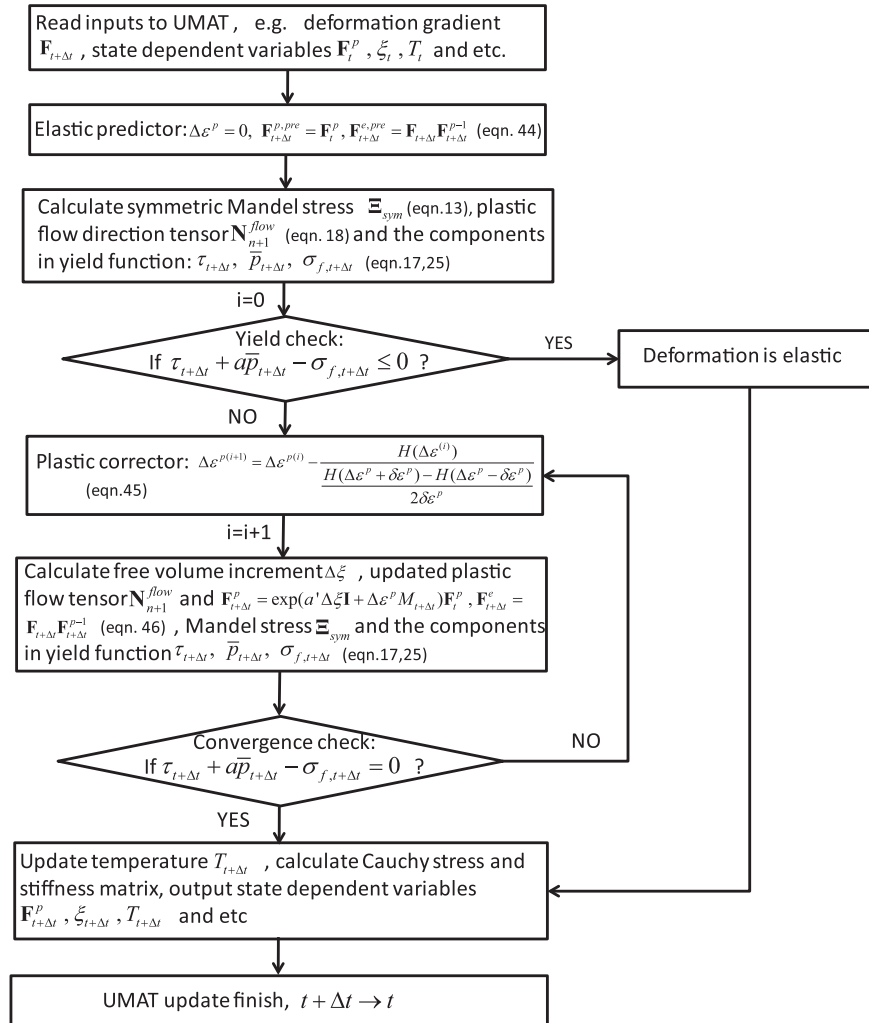 Read inputs to UMAT, e.g. deformation gradient
F_{t+Δt} , state dependent variables F_t^p , ξ_t , T_t and etc.
Elastic predictor: Δε^p = 0, F_{t+Δt}^{p,pre} = F_t^p, F_{t+Δt}^{e,pre} = F_{t+Δt}F_{t+Δt}^{p-1} (eqn. 44)
Calculate symmetric Mandel stress Ξ_{sym} (eqn.13), plastic
flow direction tensor N_{n+1}^{flow} (eqn. 18) and the components
in yield function: τ_{t+Δt}, p̅_{t+Δt}, σ_{f,t+Δt} (eqn.17,25)
i=0
Yield check:
If τ_{t+Δt} + ap̅_{t+Δt} − σ_{f,t+Δt} ≤ 0 ?
YES
Deformation is elastic
NO
Plastic corrector: Δε^{p(i+1)} = Δε^{p(i)} − H(Δε^{(i)}) / ((H(Δε^p + δε^p) − H(Δε^p − δε^p)) / 2δε^p)
(eqn.45)
i=i+1
Calculate free volume increment Δξ , updated plastic
flow tensor N_{n+1}^{flow} and F_{t+Δt}^p = exp(a'ΔξI + Δε^p M_{t+Δt})F_t^p , F_{t+Δt}^e =
F_{t+Δt}F_{t+Δt}^{p-1} (eqn. 46) , Mandel stress Ξ_{sym} and the components
in yield function τ_{t+Δt}, p̅_{t+Δt}, σ_{f,t+Δt} (eqn.17,25)
Convergence check:
If τ_{t+Δt} + ap̅_{t+Δt} − σ_{f,t+Δt} = 0 ?
NO
YES
Update temperature T_{t+Δt} , calculate Cauchy stress and
stiffness matrix, output state dependent variables
F_{t+Δt}^p , ξ_{t+Δt} , T_{t+Δt} and etc
UMAT update finish, t + Δt → t